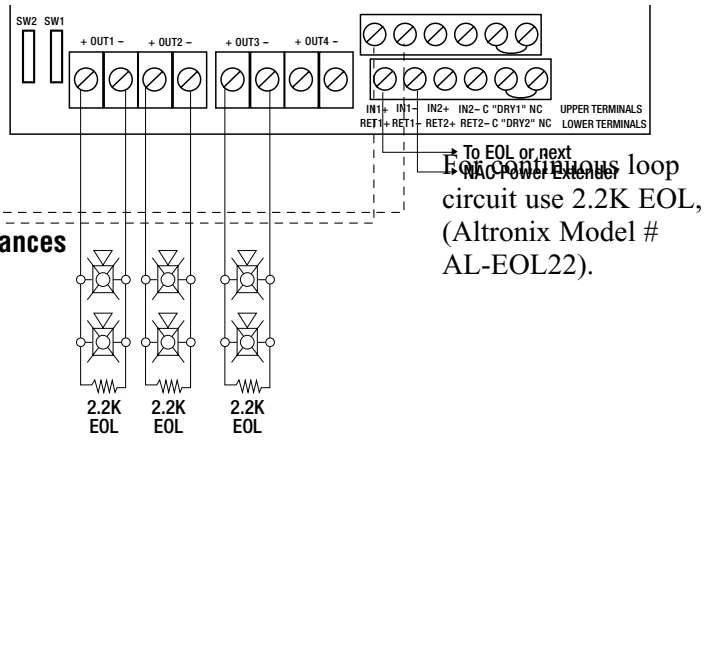 SW2 SW1
+ OUT1 – + OUT2 – + OUT3 – + OUT4 –
IN1+ IN1– IN2+ IN2– C "DRY1" NC UPPER TERMINALS
RET1+ RET1– RET2+ RET2– C "DRY2" NC LOWER TERMINALS
To EOL or next
NAC Power Extender
For continuous loop
circuit use 2.2K EOL,
(Altronix Model #
AL-EOL22).
ances
2.2K 2.2K 2.2K
EOL EOL EOL